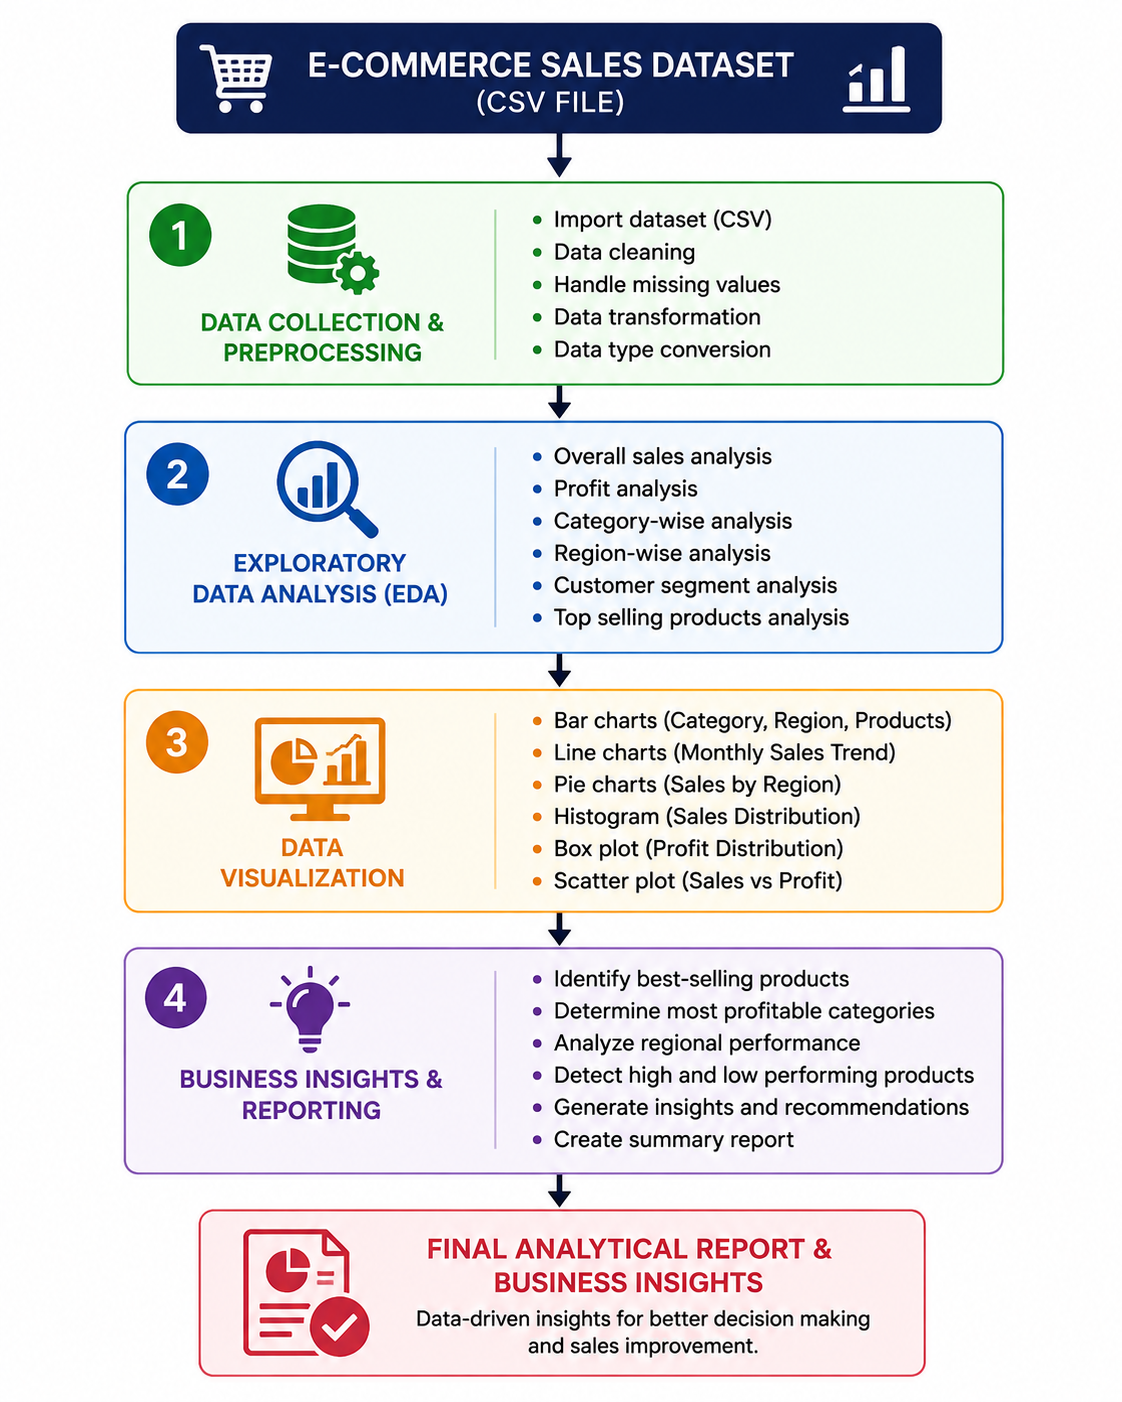 E-COMMERCE SALES DATASET
(CSV FILE)
1
DATA COLLECTION &
PREPROCESSING
Import dataset (CSV)
Data cleaning
Handle missing values
Data transformation
Data type conversion
2
EXPLORATORY
DATA ANALYSIS (EDA)
Overall sales analysis
Profit analysis
Category-wise analysis
Region-wise analysis
Customer segment analysis
Top selling products analysis
3
DATA
VISUALIZATION
Bar charts (Category, Region, Products)
Line charts (Monthly Sales Trend)
Pie charts (Sales by Region)
Histogram (Sales Distribution)
Box plot (Profit Distribution)
Scatter plot (Sales vs Profit)
4
BUSINESS INSIGHTS &
REPORTING
Identify best-selling products
Determine most profitable categories
Analyze regional performance
Detect high and low performing products
Generate insights and recommendations
Create summary report
FINAL ANALYTICAL REPORT &
BUSINESS INSIGHTS
Data-driven insights for better decision making
and sales improvement.